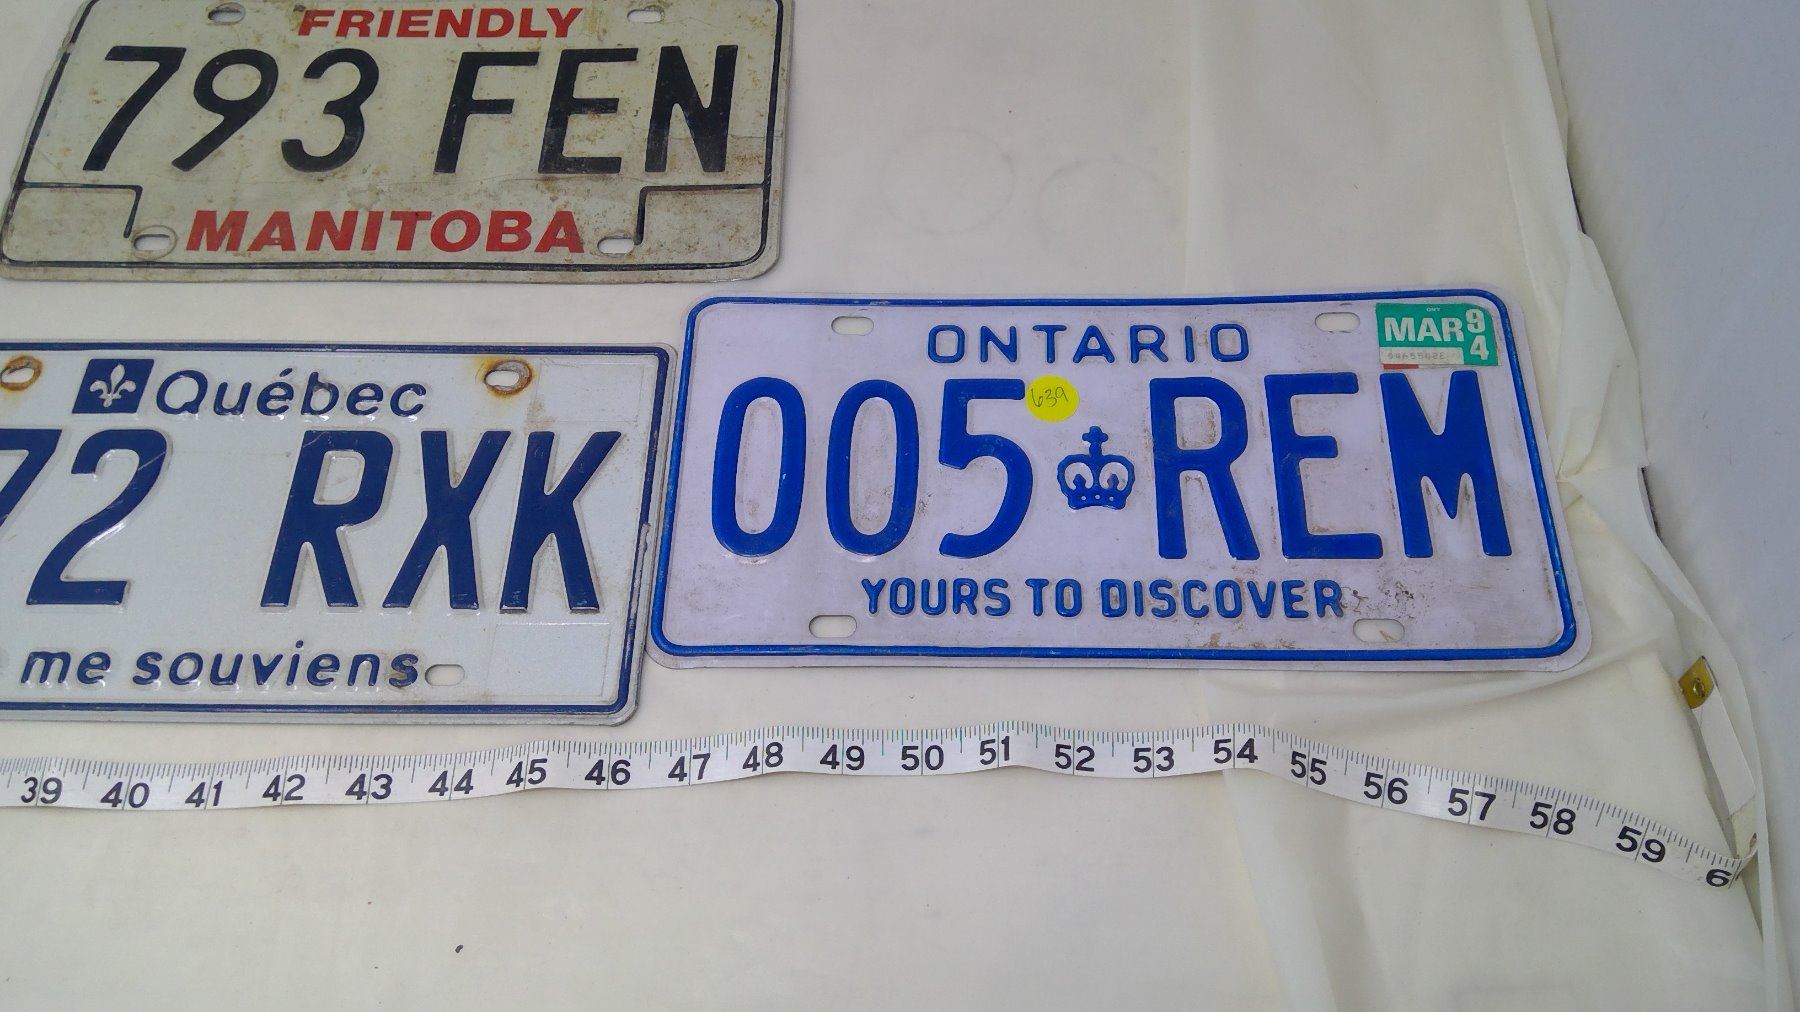 FRIENDLY
793 FEN
MANITOBA
Québec
72 RXK
me souviens
ONTARIO
ONT
MAR 94
005 REM
639
YOURS TO DISCOVER
39 40 41 42 43 44 45 46 47 48 49 50 51 52 53 54 55 56 57 58 59 6